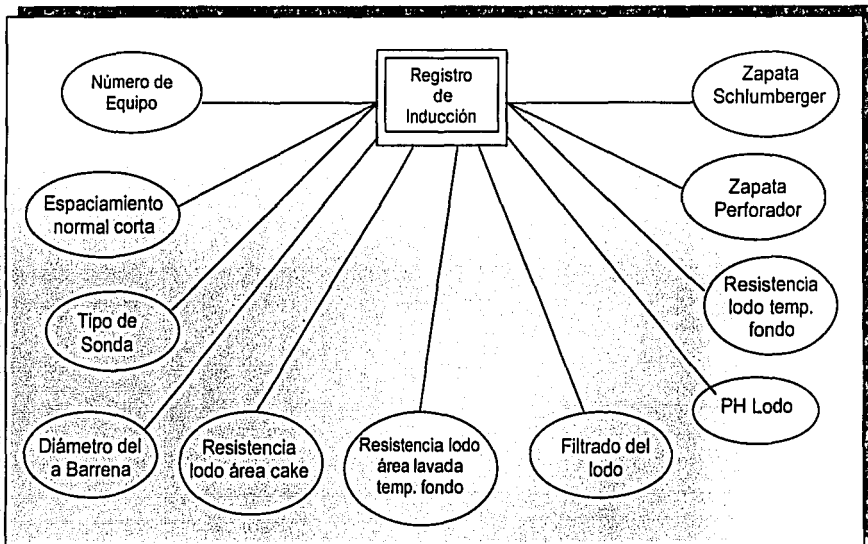 Registro
de
Inducción
Número de
Equipo
Espaciamiento
normal corta
Tipo de
Sonda
Diámetro del
a Barrena
Resistencia
lodo área cake
Resistencia lodo
área lavada
temp. fondo
Filtrado del
lodo
PH Lodo
Resistencia
lodo temp.
fondo
Zapata
Perforador
Zapata
Schlumberger